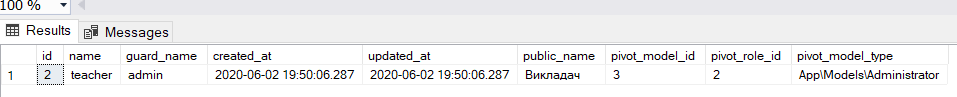 100 %
Results Messages
id name guard_name created_at updated_at public_name pivot_model_id pivot_role_id pivot_model_type
1 2 teacher admin 2020-06-02 19:50:06.287 2020-06-02 19:50:06.287 Викладач 3 2 App\Models\Administrator